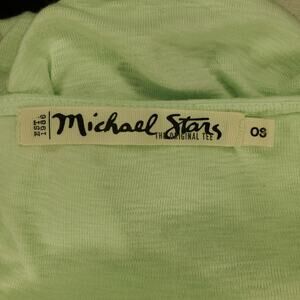 EST
1986
Michael Stars
THE ORIGINAL TEE
OS